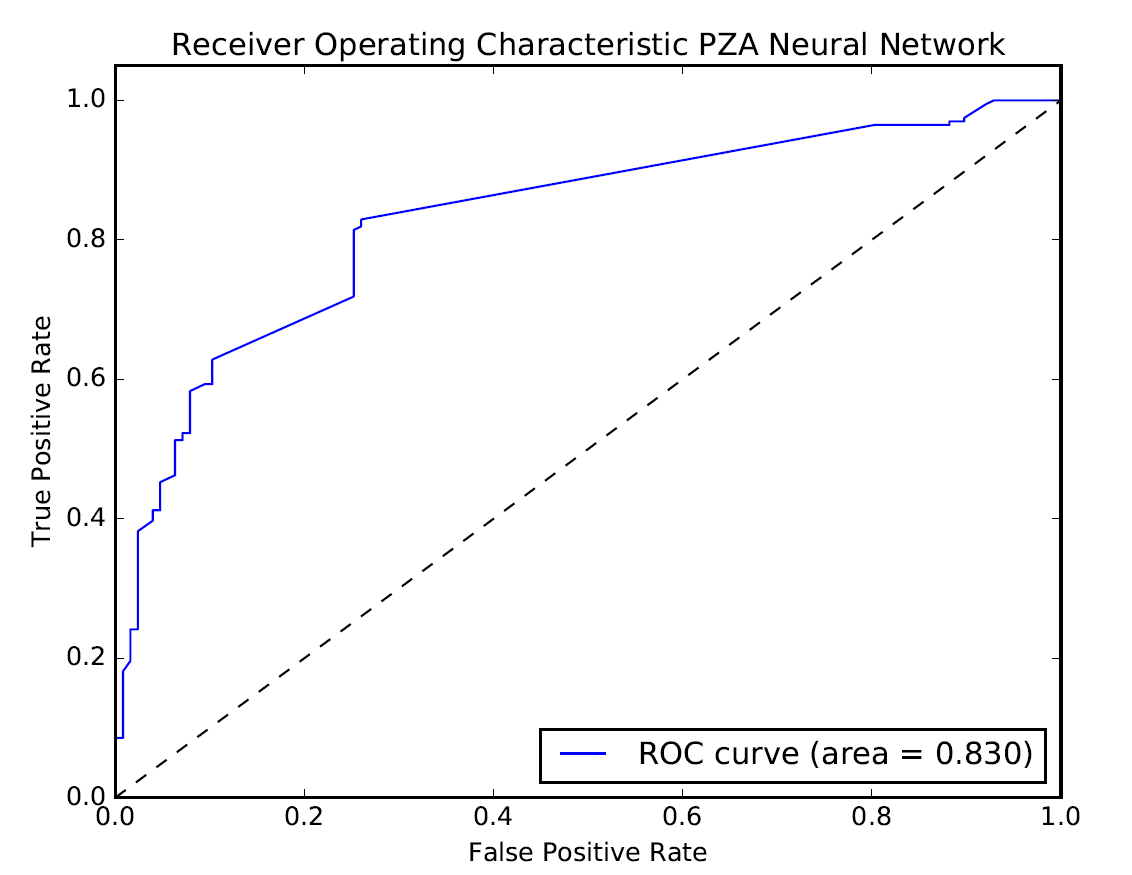 Receiver Operating Characteristic PZA Neural Network
True Positive Rate
1.0
0.8
0.6
0.4
0.2
0.0
0.0 0.2 0.4 0.6 0.8 1.0
False Positive Rate
ROC curve (area = 0.830)